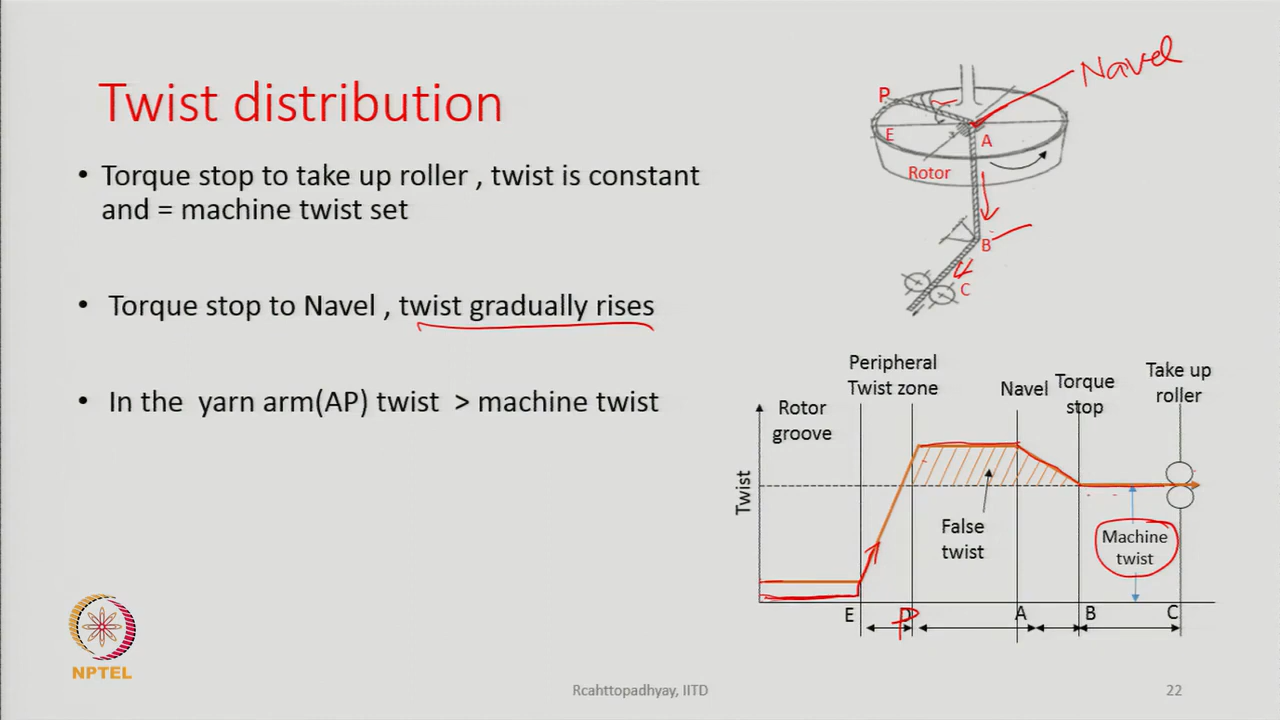 Twist distribution
• Torque stop to take up roller , twist is constant
and = machine twist set
• Torque stop to Navel , twist gradually rises
• In the yarn arm(AP) twist > machine twist
Navel
P
E
A
Rotor
B
C
Peripheral
Twist zone
Rotor
groove
Navel
Torque
stop
Take up
roller
Twist
False
twist
Machine
twist
E
P
A
B
C
NPTEL
Rcahttopadhyay, IITD
22